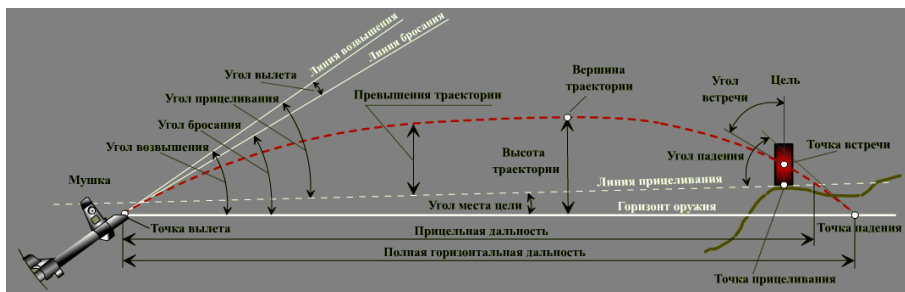 Линия возвышения
Линия бросания
Угол вылета
Угол прицеливания
Угол бросания
Угол возвышения
Мушка
Точка вылета
Превышения траектории
Вершина
траектории
Высота
траектории
Угол места цели
Линия прицеливания
Горизонт оружия
Угол
встречи
Цель
Точка встречи
Угол падения
Точка падения
Прицельная дальность
Полная горизонтальная дальность
Точка прицеливания